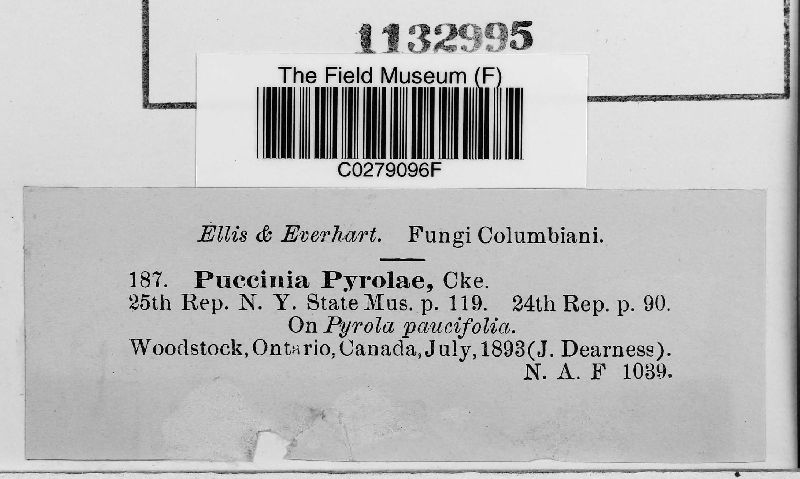 1132995
The Field Museum (F)
C0279096F
Ellis & Everhart. Fungi Columbiani.
187. Puccinia Pyrolae, Cke.
25th Rep. N. Y. State Mus. p. 119. 24th Rep. p. 90.
On Pyrola paucifolia.
Woodstock, Ontario, Canada, July, 1893 (J. Dearness).
N. A. F 1039.